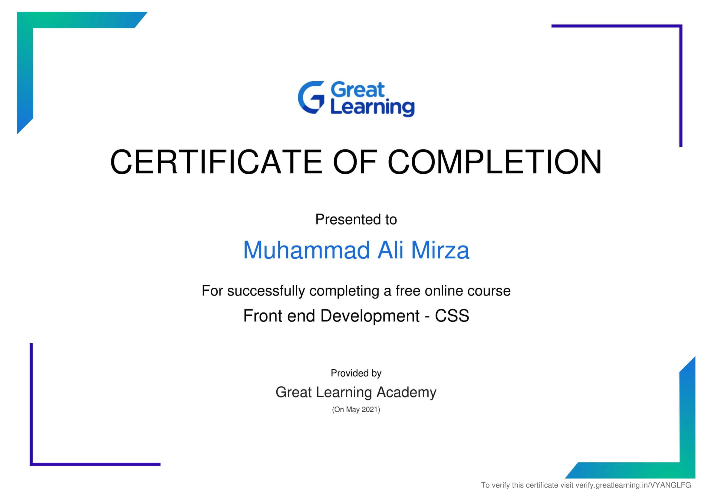 Great
Learning
CERTIFICATE OF COMPLETION
Presented to
Muhammad Ali Mirza
For successfully completing a free online course
Front end Development - CSS
Provided by
Great Learning Academy
(On May 2021)
To verify this certificate visit verify.greatlearning.in/VYANGLFG